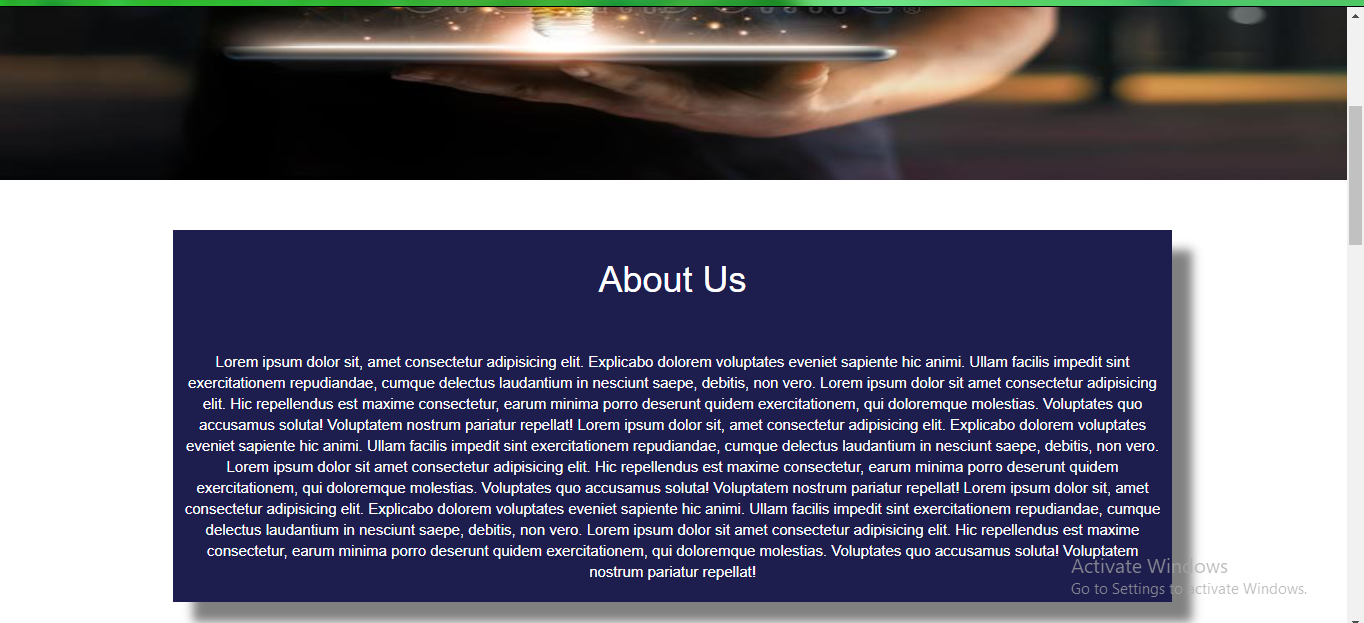 About Us
Lorem ipsum dolor sit, amet consectetur adipisicing elit. Explicabo dolorem voluptates eveniet sapiente hic animi. Ullam facilis impedit sint
exercitationem repudiandae, cumque delectus laudantium in nesciunt saepe, debitis, non vero. Lorem ipsum dolor sit amet consectetur adipisicing
elit. Hic repellendus est maxime consectetur, earum minima porro deserunt quidem exercitationem, qui doloremque molestias. Voluptates quo
accusamus soluta! Voluptatem nostrum pariatur repellat! Lorem ipsum dolor sit, amet consectetur adipisicing elit. Explicabo dolorem voluptates
eveniet sapiente hic animi. Ullam facilis impedit sint exercitationem repudiandae, cumque delectus laudantium in nesciunt saepe, debitis, non vero.
Lorem ipsum dolor sit amet consectetur adipisicing elit. Hic repellendus est maxime consectetur, earum minima porro deserunt quidem
exercitationem, qui doloremque molestias. Voluptates quo accusamus soluta! Voluptatem nostrum pariatur repellat! Lorem ipsum dolor sit, amet
consectetur adipisicing elit. Explicabo dolorem voluptates eveniet sapiente hic animi. Ullam facilis impedit sint exercitationem repudiandae, cumque
delectus laudantium in nesciunt saepe, debitis, non vero. Lorem ipsum dolor sit amet consectetur adipisicing elit. Hic repellendus est maxime
consectetur, earum minima porro deserunt quidem exercitationem, qui doloremque molestias. Voluptates quo accusamus soluta! Voluptatem
nostrum pariatur repellat!
Activate Windows
Go to Settings to activate Windows.